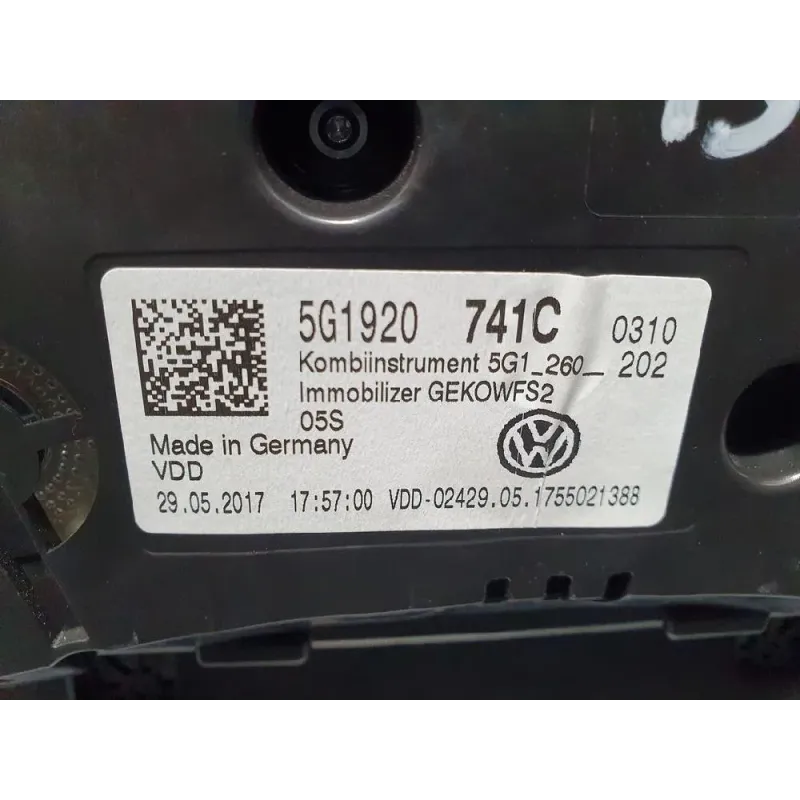 5G1920 741C 0310
Kombiinstrument 5G1_260__ 202
Immobilizer GEKOWFS2
05S
Made in Germany
VDD
29.05.2017 17:57:00 VDD-02429.05.1755021388